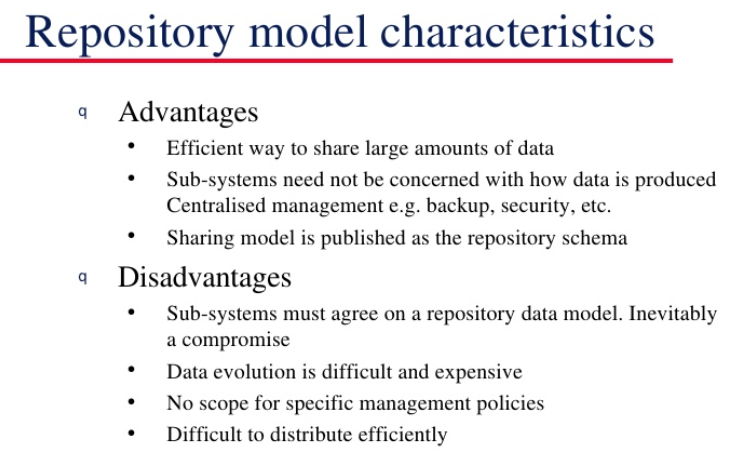 Repository model characteristics
q Advantages
• Efficient way to share large amounts of data
• Sub-systems need not be concerned with how data is produced
Centralised management e.g. backup, security, etc.
• Sharing model is published as the repository schema
q Disadvantages
• Sub-systems must agree on a repository data model. Inevitably
a compromise
• Data evolution is difficult and expensive
• No scope for specific management policies
• Difficult to distribute efficiently